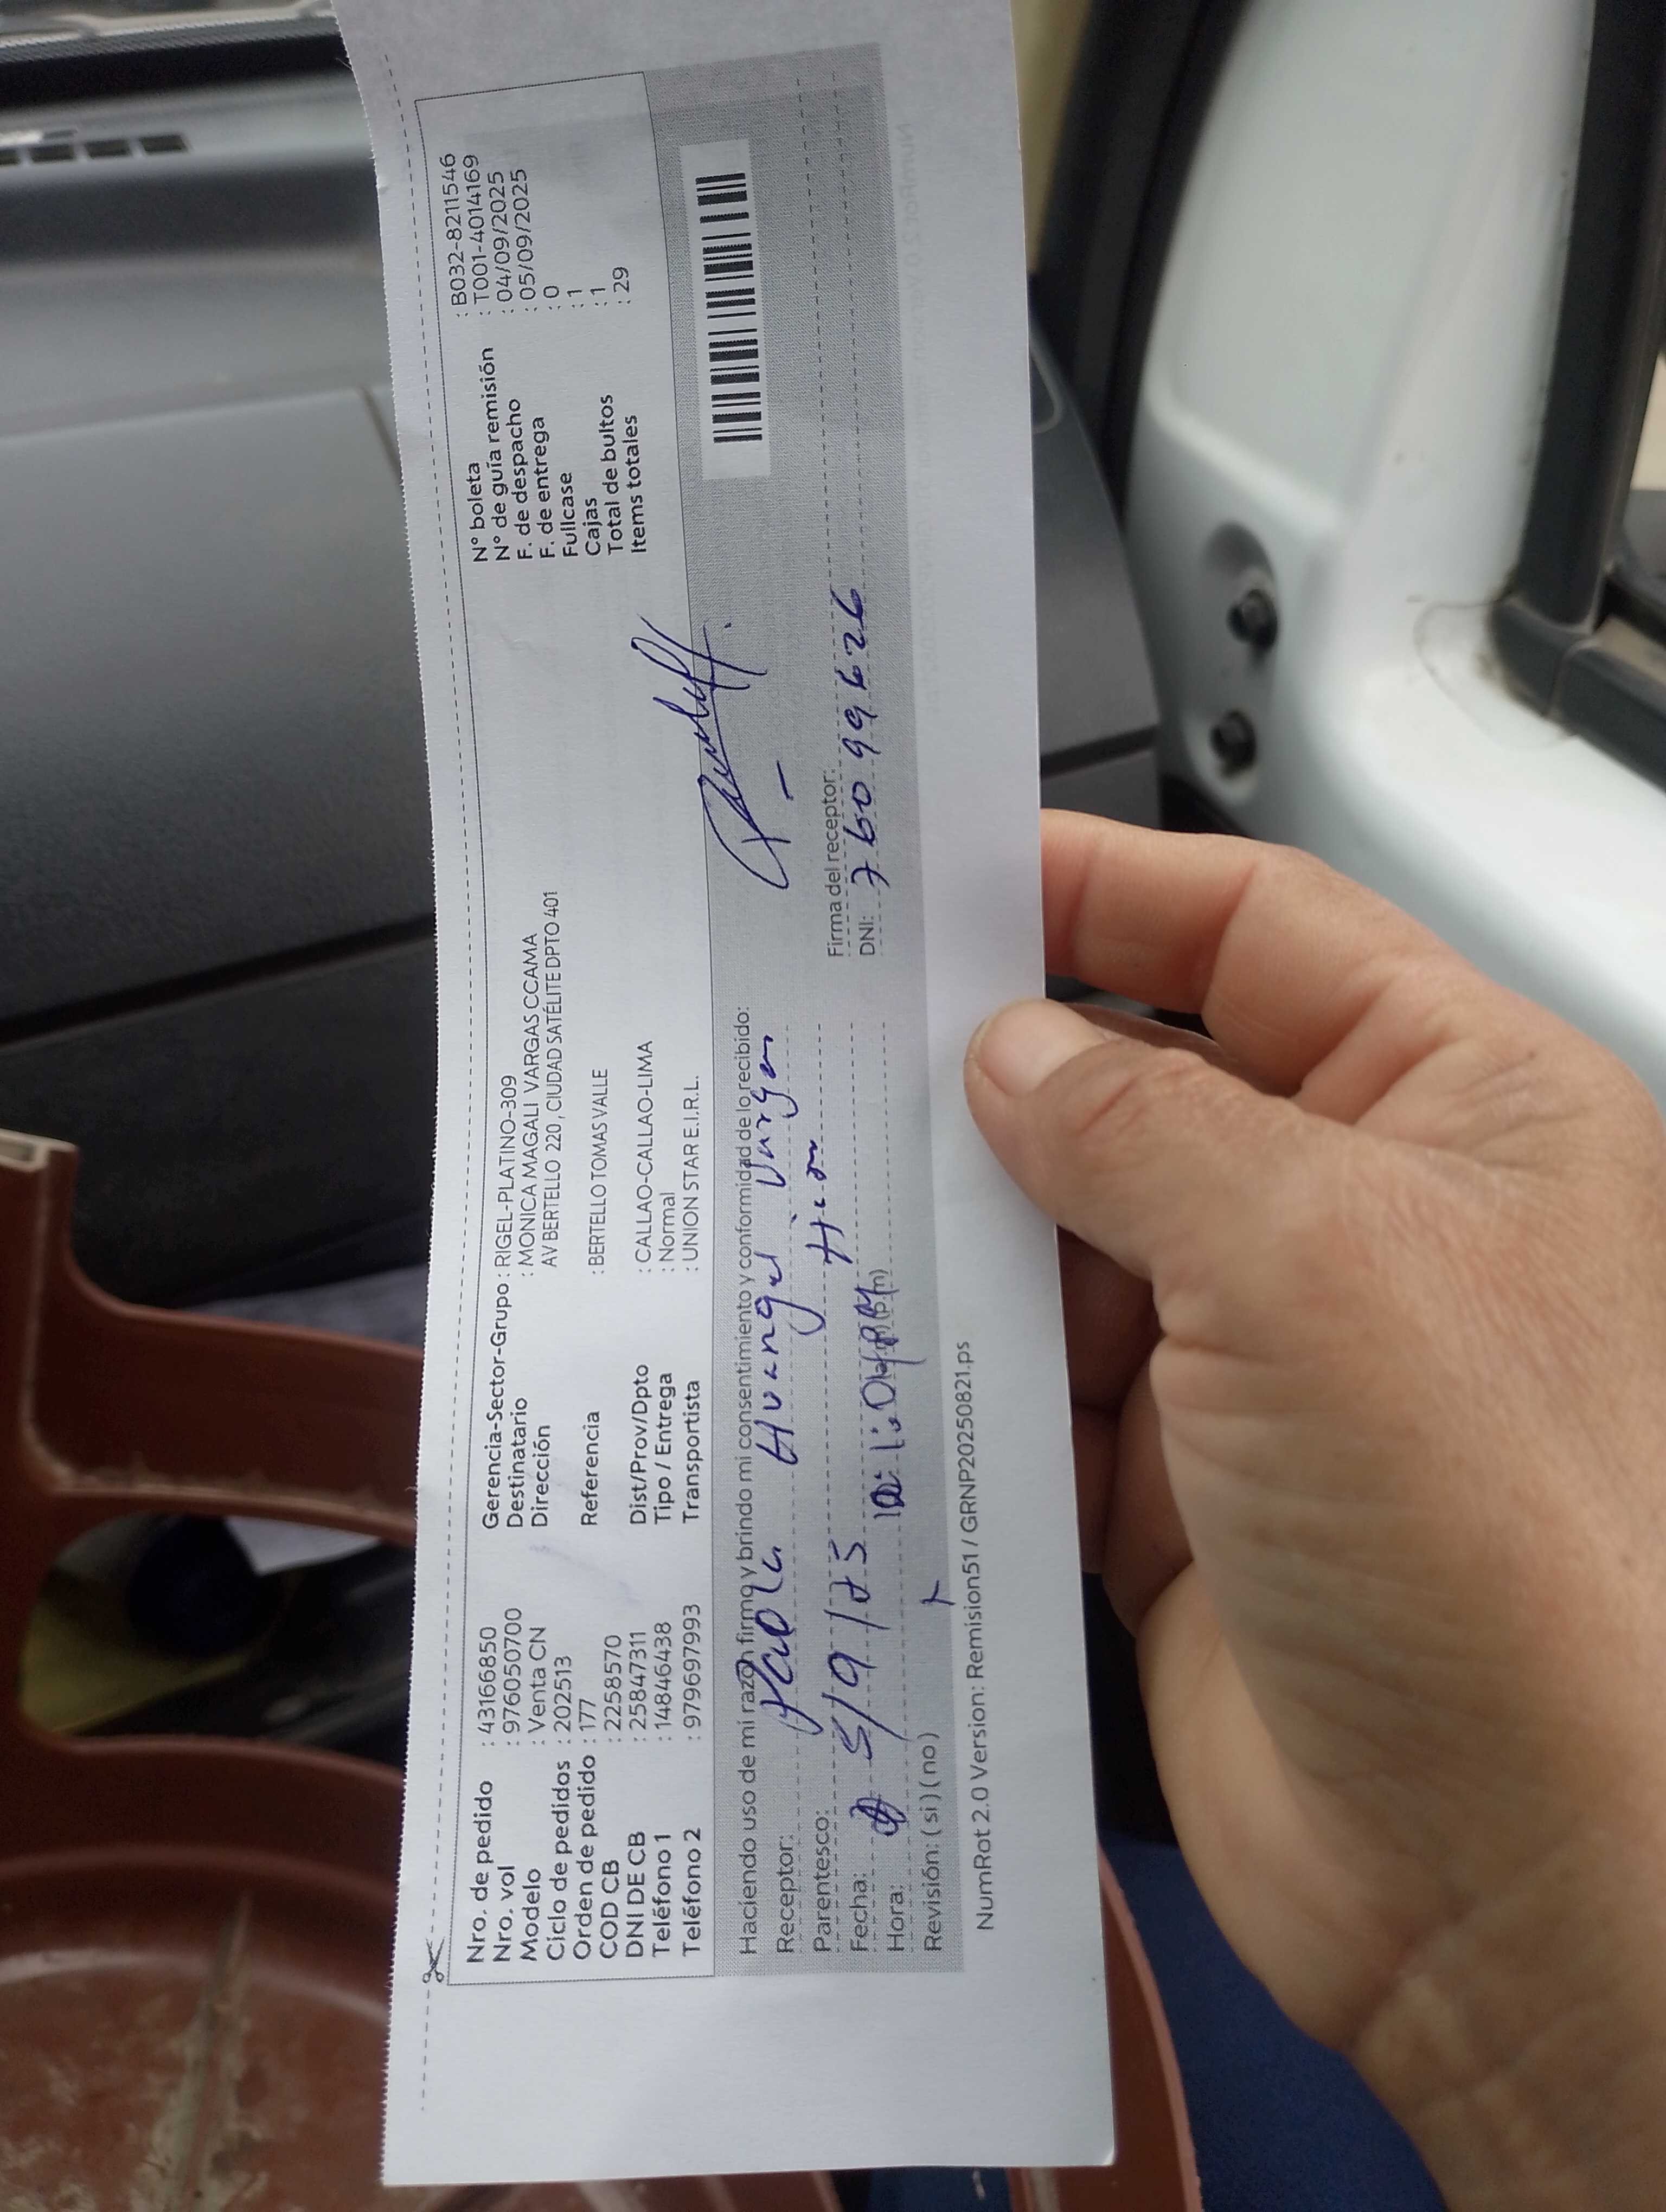 Nro. de pedido : 43166850
Nro. vol : 976050700
Modelo : Venta CN
Ciclo de pedidos : 202513
Orden de pedido : 177
COD CB : 2258570
DNI DE CB : 25847311
Teléfono 1 : 14846438
Teléfono 2 : 979697993
Gerencia-Sector-Grupo : RIGEL-PLATINO-309
Destinatario : MONICA MAGALI VARGAS CCAMA
Dirección AV BERTELLO 220 , CIUDAD SATÉLITE DPTO 401
Referencia : BERTELLO TOMAS VALLE
Dist/Prov/Dpto : CALLAO-CALLAO-LIMA
Tipo / Entrega : Normal
Transportista : UNION STAR E.I.R.L.
N° boleta : B032-8211546
N° de guía remisión : T001-4014169
F. de despacho : 04/09/2025
F. de entrega : 05/09/2025
Fullcase : 0
Cajas : 1
Total de bultos : 1
Items totales : 29
Haciendo uso de mi razón firmo y brindo mi consentimiento y conformidad de lo recibido:
Receptor: Paola Huangal Vargas
Parentesco:
Fecha: 5/9/25
Hora: (p.m)
Revisión: ( si ) ( no )
Firma del receptor:
DNI: 76099626
NumRot 2.0 Version: Remision51 / GRNP20250821.ps